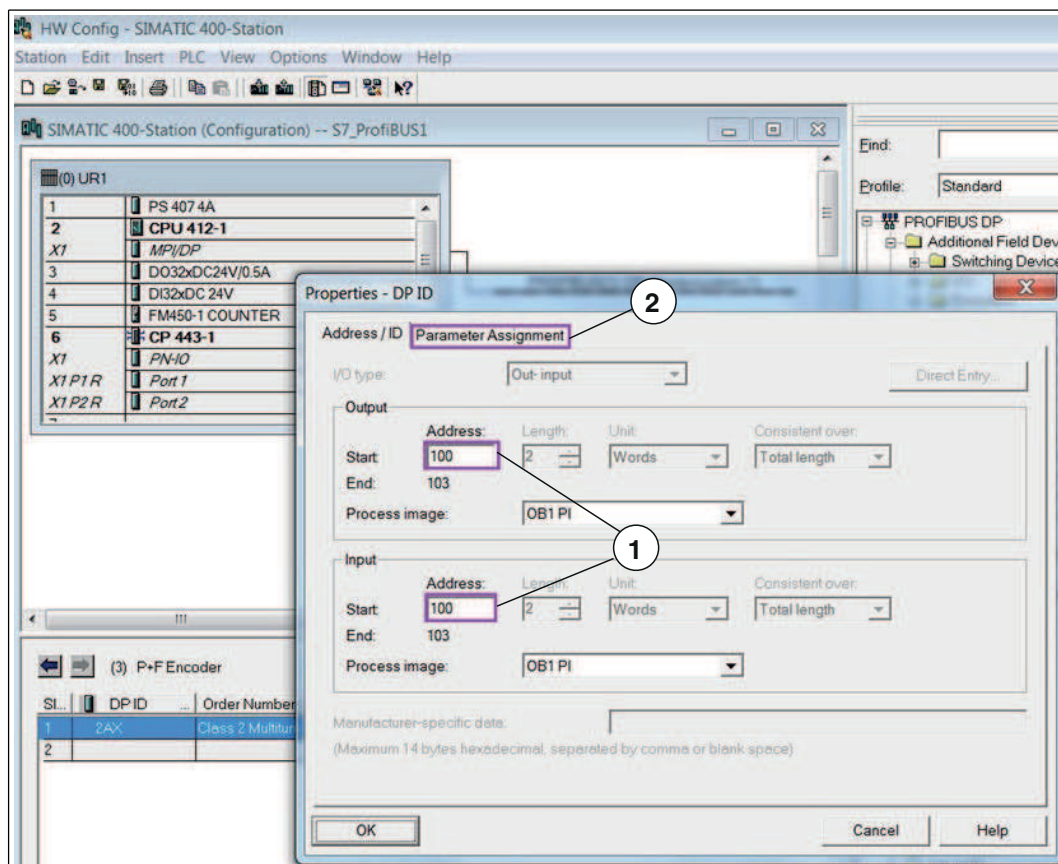 HW Config - SIMATIC 400-Station
Station Edit Insert PLC View Options Window Help
SIMATIC 400-Station (Configuration) -- S7_ProfiBUS1
(0) UR1
1 PS 407 4A
2 CPU 412-1
X1 MPI/DP
3 DO32xDC24V/0.5A
4 DI32xDC 24V
5 FM450-1 COUNTER
6 CP 443-1
X1 PN-IO
X1 P1 R Port 1
X1 P2 R Port 2
Find:
Profile: Standard
PROFIBUS DP
Additional Field Dev
Switching Device
Properties - DP ID
2
Address / ID Parameter Assignment
I/O type: Out- input Direct Entry...
Output
Address: Length: Unit: Consistent over:
Start: 100 2 Words Total length
End: 103
Process image: OB1 PI
1
Input
Address: Length: Unit: Consistent over:
Start: 100 2 Words Total length
End: 103
Process image: OB1 PI
Manufacturer-specific data:
(Maximum 14 bytes hexadecimal, separated by comma or blank space)
OK Cancel Help
(3) P+F Encoder
Sl... DP ID ... Order Number
1 2AX Class 2 Multitur
2